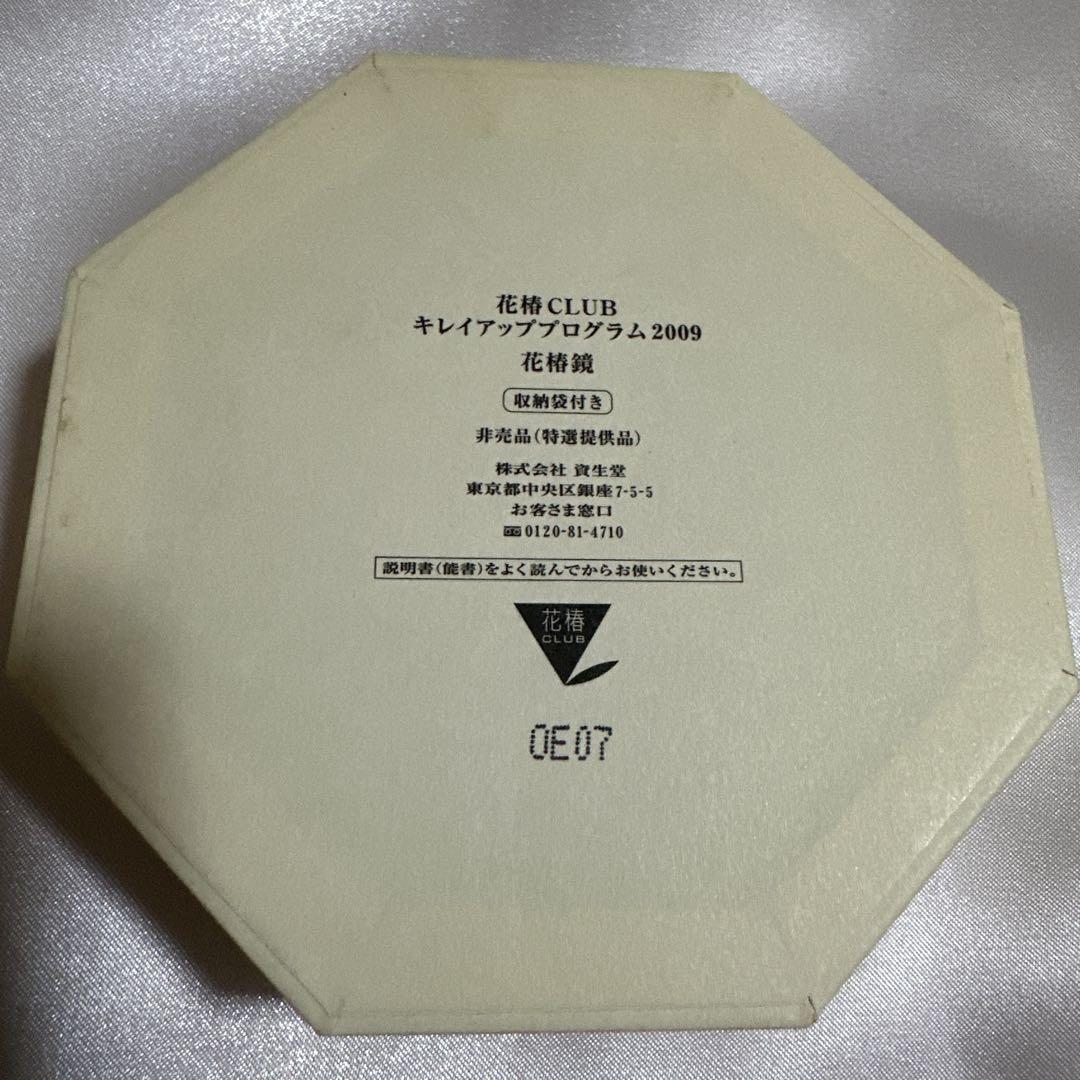 花椿CLUB
キレイアッププログラム2009
花椿鏡
収納袋付き
非売品(特選提供品)
株式会社 資生堂
東京都中央区銀座7-5-5
お客さま窓口
0120-81-4710
説明書(能書)をよく読んでからお使いください。
花椿
CLUB
0E07